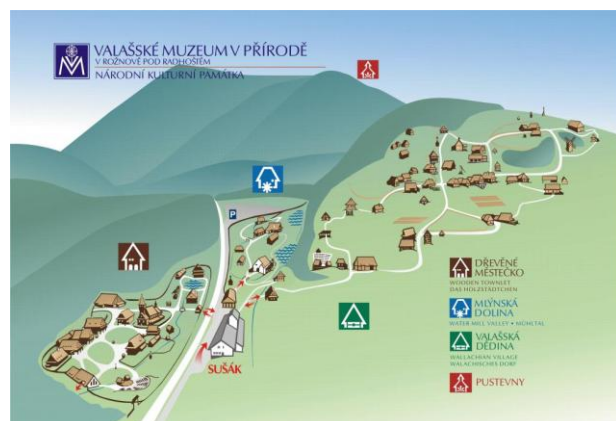 VALAŠSKÉ MUZEUM V PŘÍRODĚ
V ROŽNOVĚ POD RADHOŠTĚM
NÁRODNÍ KULTURNÍ PAMÁTKA
P
SUŠÁK
DŘEVĚNÉ
MĚSTEČKO
WOODEN TOWNLET
DAS HOLZSTÄDTCHEN
MLÝNSKÁ
DOLINA
WATER MILL VALLEY • MÜHLTAL
VALAŠSKÁ
DĚDINA
WALLACHIAN VILLAGE
WALACHISCHES DORF
PUSTEVNY